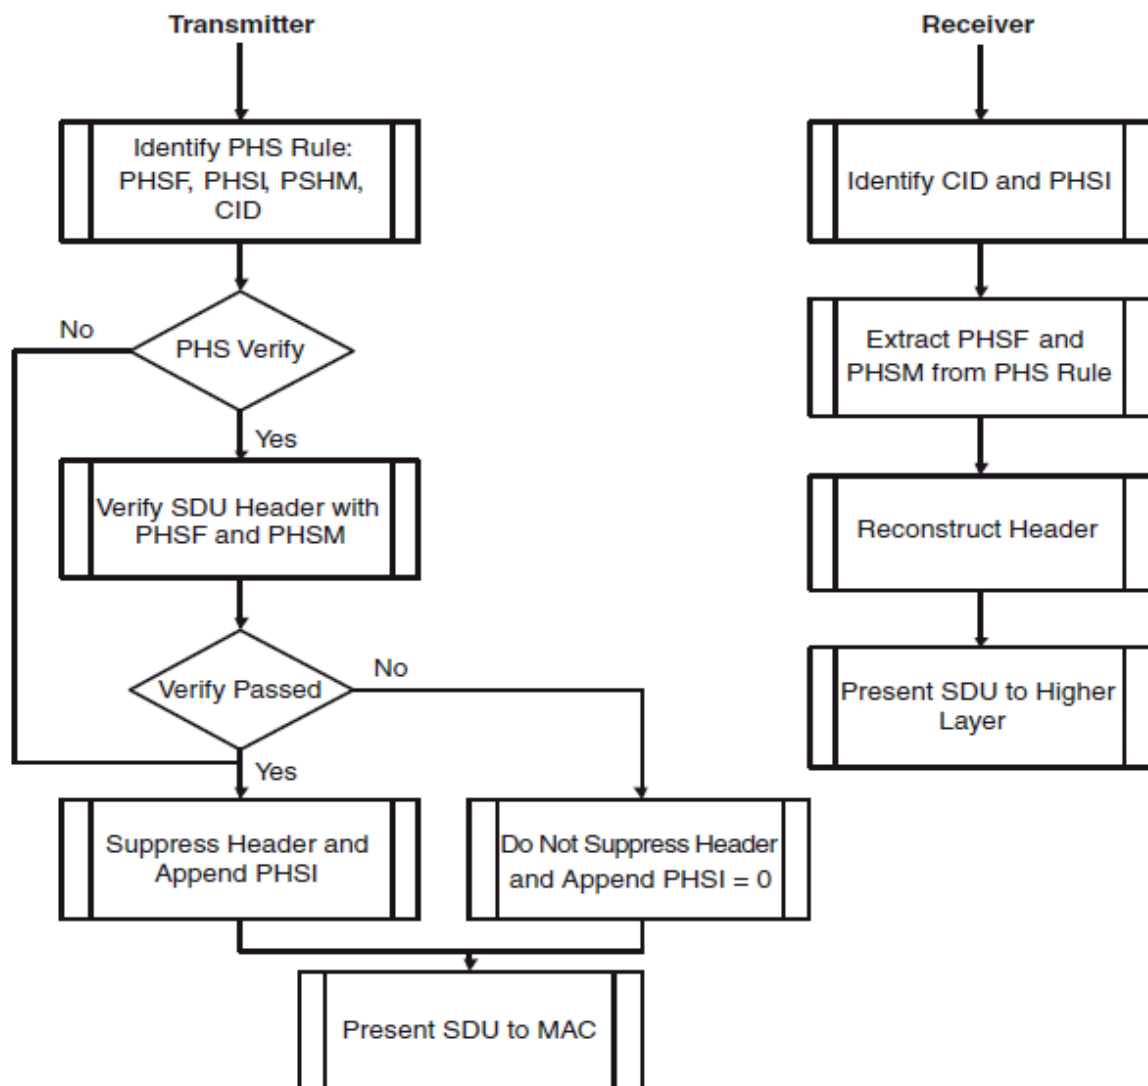 Transmitter
Identify PHS Rule:
PHSF, PHSI, PSHM,
CID
PHS Verify
No
Yes
Verify SDU Header with
PHSF and PHSM
Verify Passed
No
Yes
Suppress Header and
Append PHSI
Do Not Suppress Header
and Append PHSI = 0
Present SDU to MAC
Receiver
Identify CID and PHSI
Extract PHSF and
PHSM from PHS Rule
Reconstruct Header
Present SDU to Higher
Layer